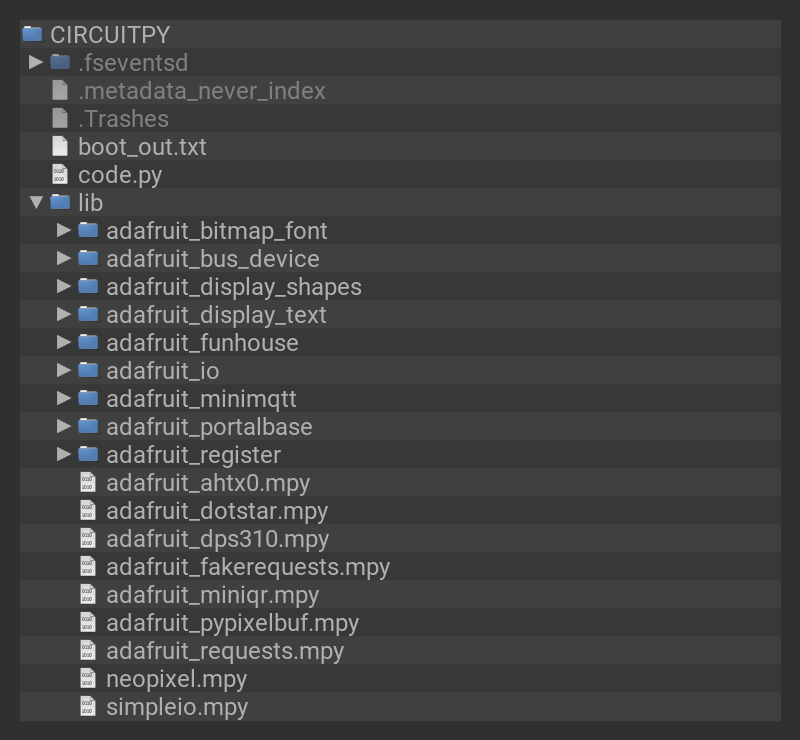 CIRCUITPY
.fseventsd
.metadata_never_index
.Trashes
boot_out.txt
code.py
lib
adafruit_bitmap_font
adafruit_bus_device
adafruit_display_shapes
adafruit_display_text
adafruit_funhouse
adafruit_io
adafruit_minimqtt
adafruit_portalbase
adafruit_register
adafruit_ahtx0.mpy
adafruit_dotstar.mpy
adafruit_dps310.mpy
adafruit_fakerequests.mpy
adafruit_miniqr.mpy
adafruit_pypixelbuf.mpy
adafruit_requests.mpy
neopixel.mpy
simpleio.mpy